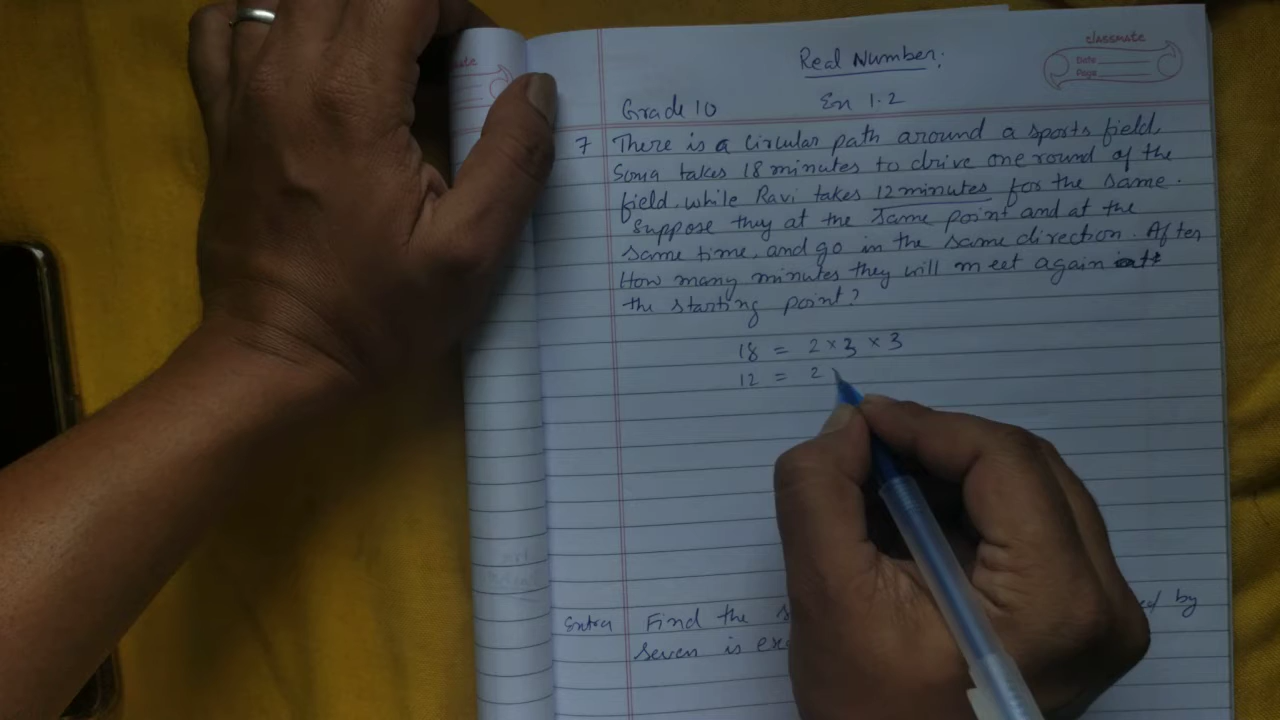 classmate
Date
Page
Real Number.
Grade 10 En 1.2
7 There is a Circular path around a sports field.
Sonia takes 18 minutes to drive one round of the
field. while Ravi takes 12 minutes for the same.
Suppose they at the same point and at the
same time, and go in the same direction. After
How many minutes they will meet again at
the starting point?
18 = 2 × 3 × 3
12 = 2
Extra Find the by
seven is